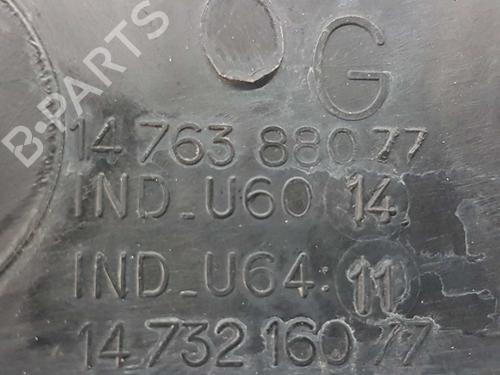 B-PARTS
G
14 763 880 77
IND_U60 14
IND_U64: 11
14 732 160 77